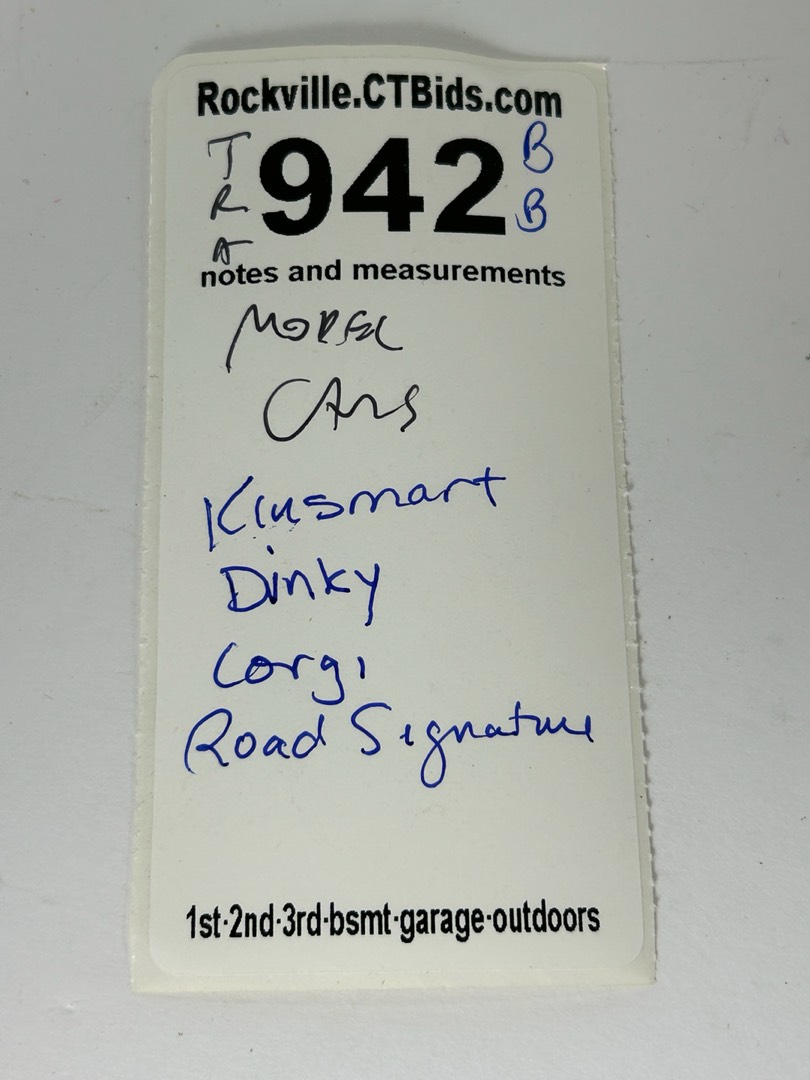 Rockville.CTBids.com
T R A
942
B B
notes and measurements
MODEL
CARS
Kinsmart
Dinky
Corgi
Road Signature
1st·2nd·3rd·bsmt·garage·outdoors